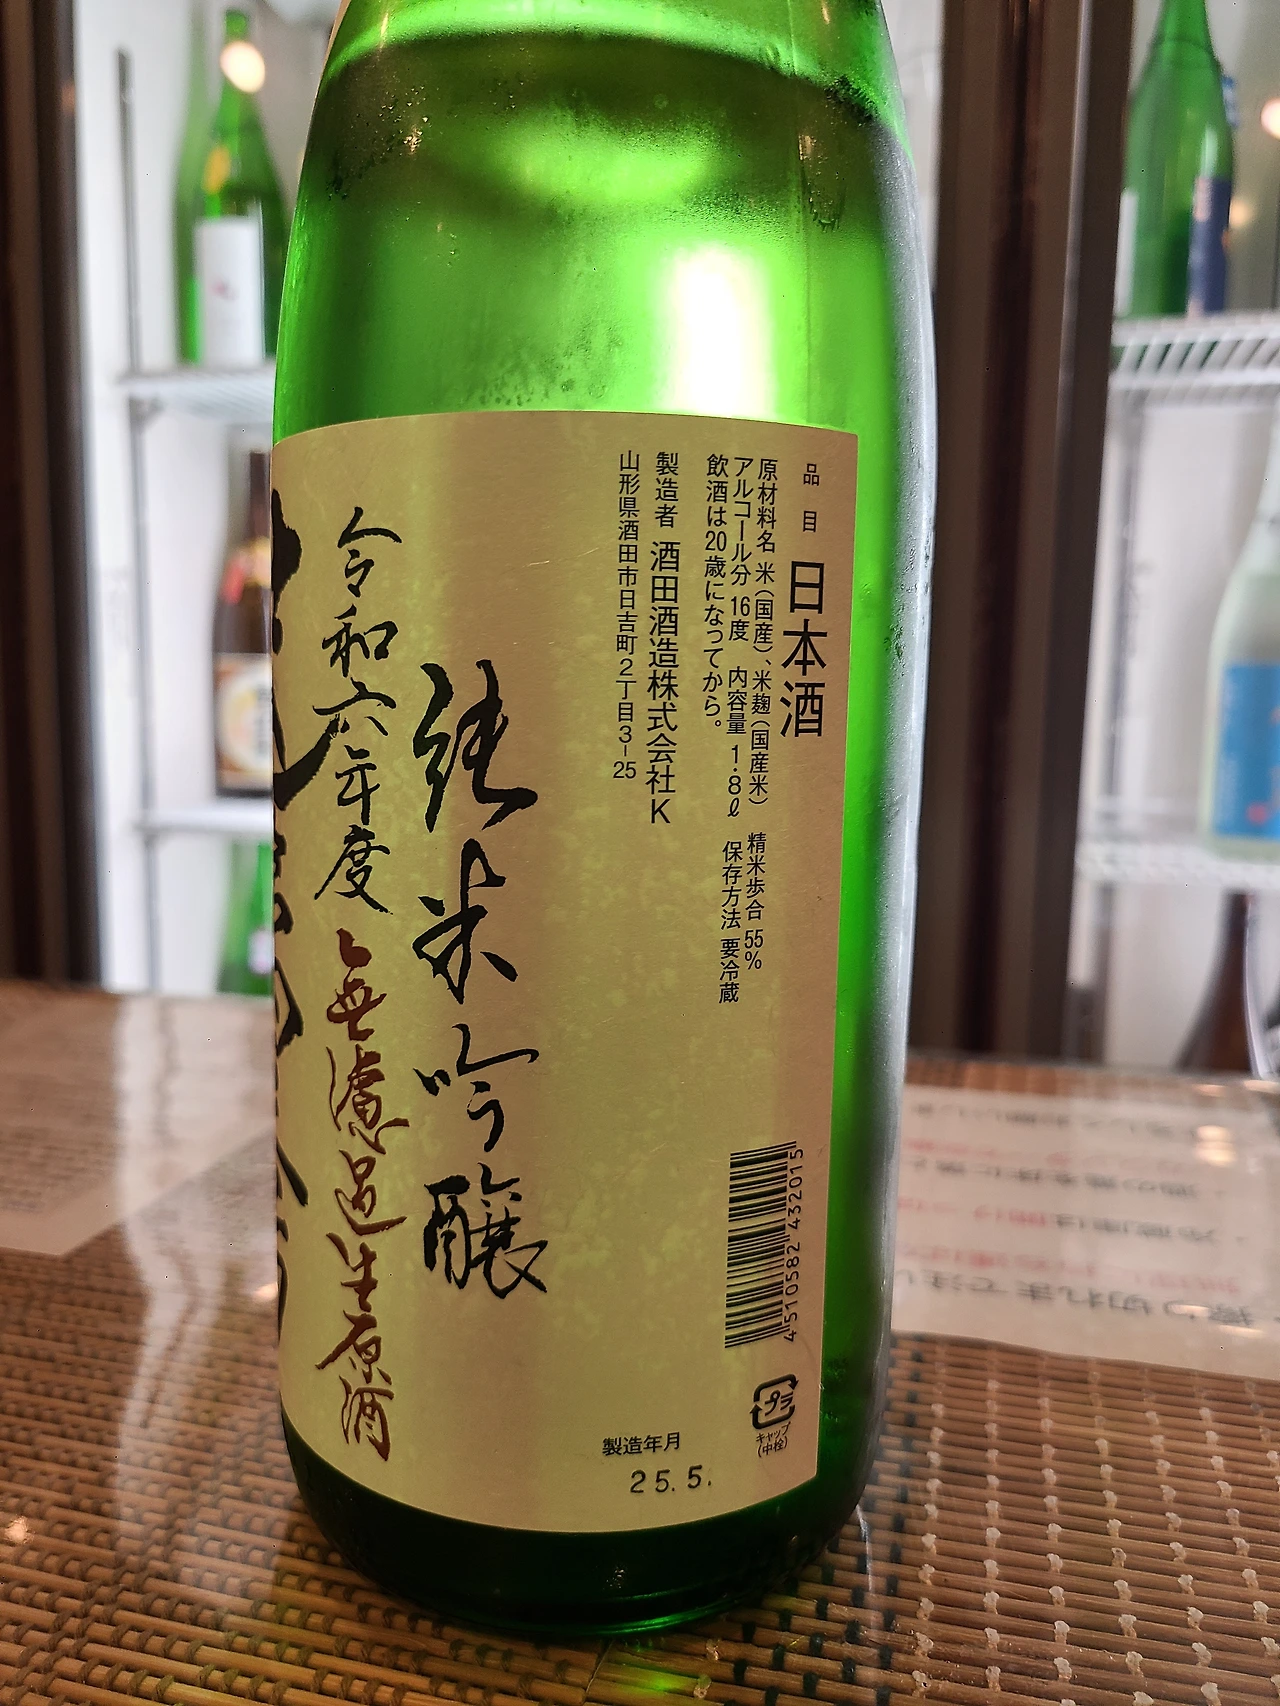 品目 日本酒
原材料名 米(国産)、米麹(国産米) 精米歩合 55%
アルコール分 16度 内容量 1.8ℓ 保存方法 要冷蔵
飲酒は20歳になってから。
製造者 酒田酒造株式会社K
山形県酒田市日吉町2丁目3-25
純米吟醸
令和六年度 無濾過生原酒
4510582432015
プラ
キャップ
(中栓)
製造年月
25.5.